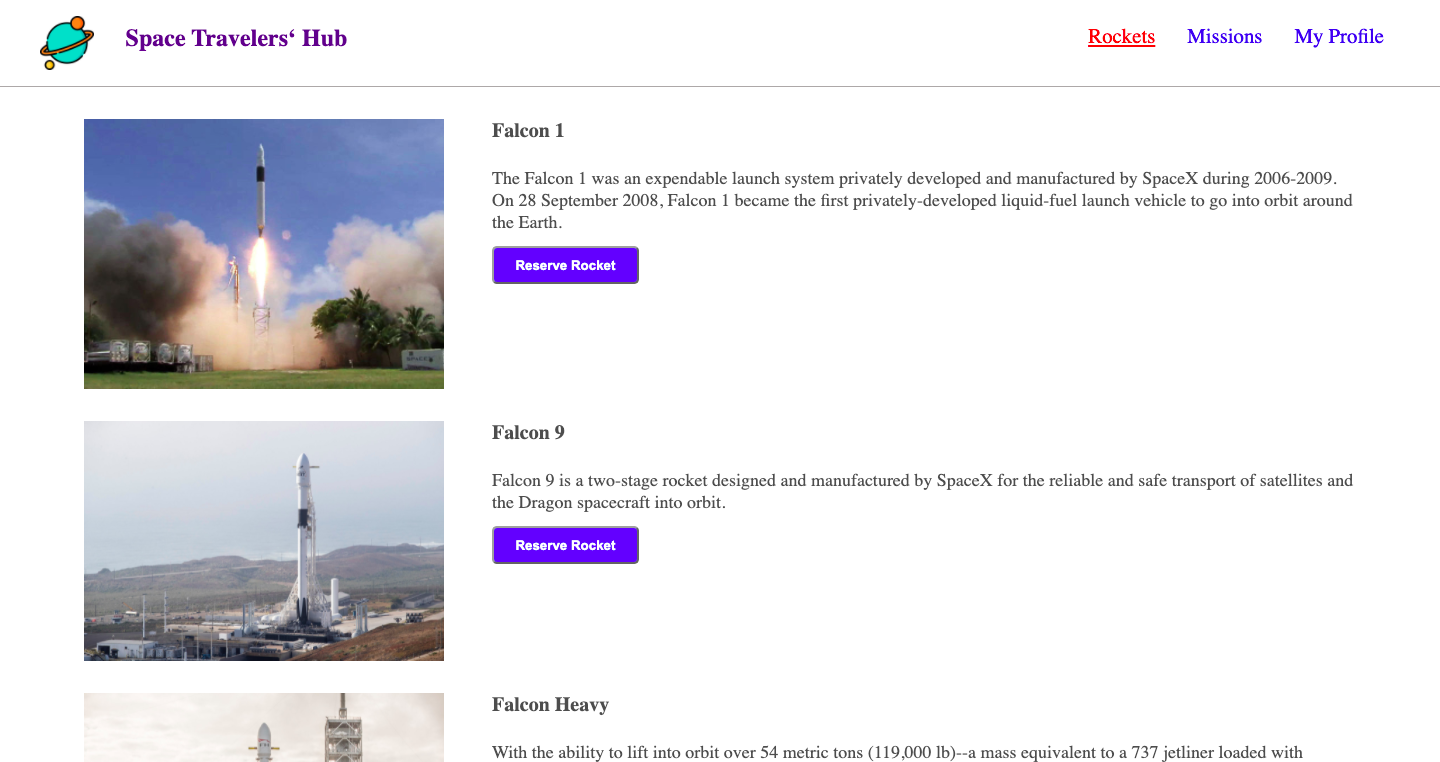 Space Travelers‘ Hub
Rockets
Missions
My Profile
Falcon 1
The Falcon 1 was an expendable launch system privately developed and manufactured by SpaceX during 2006-2009.
On 28 September 2008, Falcon 1 became the first privately-developed liquid-fuel launch vehicle to go into orbit around
the Earth.
Reserve Rocket
Falcon 9
Falcon 9 is a two-stage rocket designed and manufactured by SpaceX for the reliable and safe transport of satellites and
the Dragon spacecraft into orbit.
Reserve Rocket
Falcon Heavy
With the ability to lift into orbit over 54 metric tons (119,000 lb)--a mass equivalent to a 737 jetliner loaded with